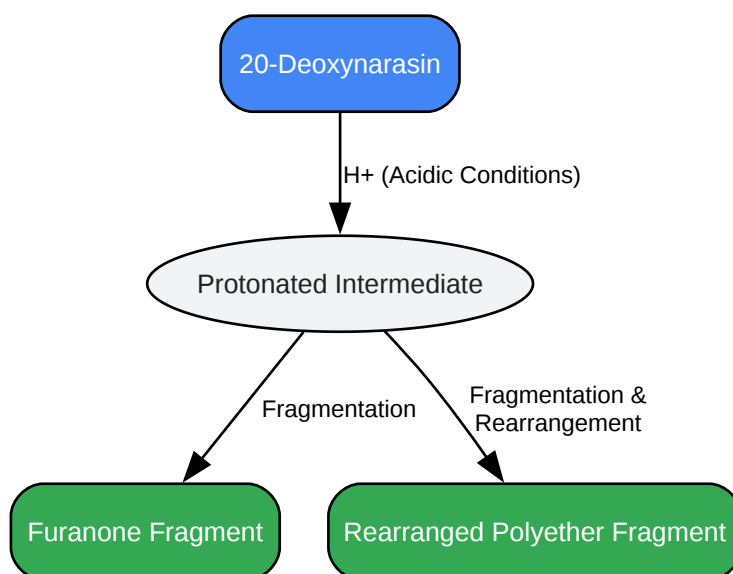 20-Deoxynarasin
H+ (Acidic Conditions)
Protonated Intermediate
Fragmentation
Fragmentation &
Rearrangement
Furanone Fragment
Rearranged Polyether Fragment